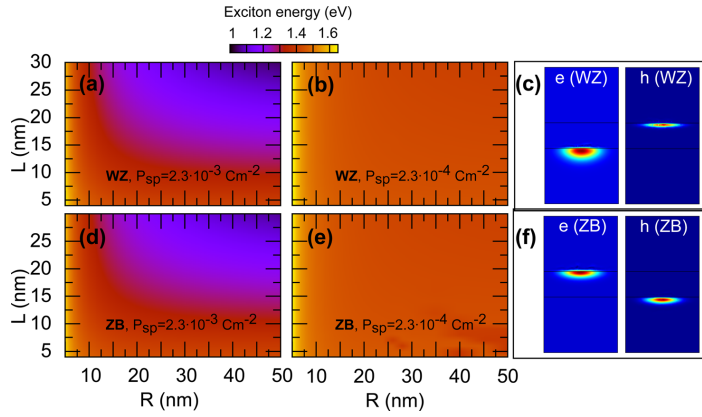 Exciton energy (eV)
1 1.2 1.4 1.6
30
25
20
15
10
5
L (nm)
(a)
WZ, Psp=2.3·10-3 Cm-2
(b)
WZ, Psp=2.3·10-4 Cm-2
(c)
e (WZ)
h (WZ)
25
20
15
10
5
L (nm)
(d)
ZB, Psp=2.3·10-3 Cm-2
(e)
ZB, Psp=2.3·10-4 Cm-2
(f)
e (ZB)
h (ZB)
10 20 30 40 50 10 20 30 40 50
R (nm) R (nm)